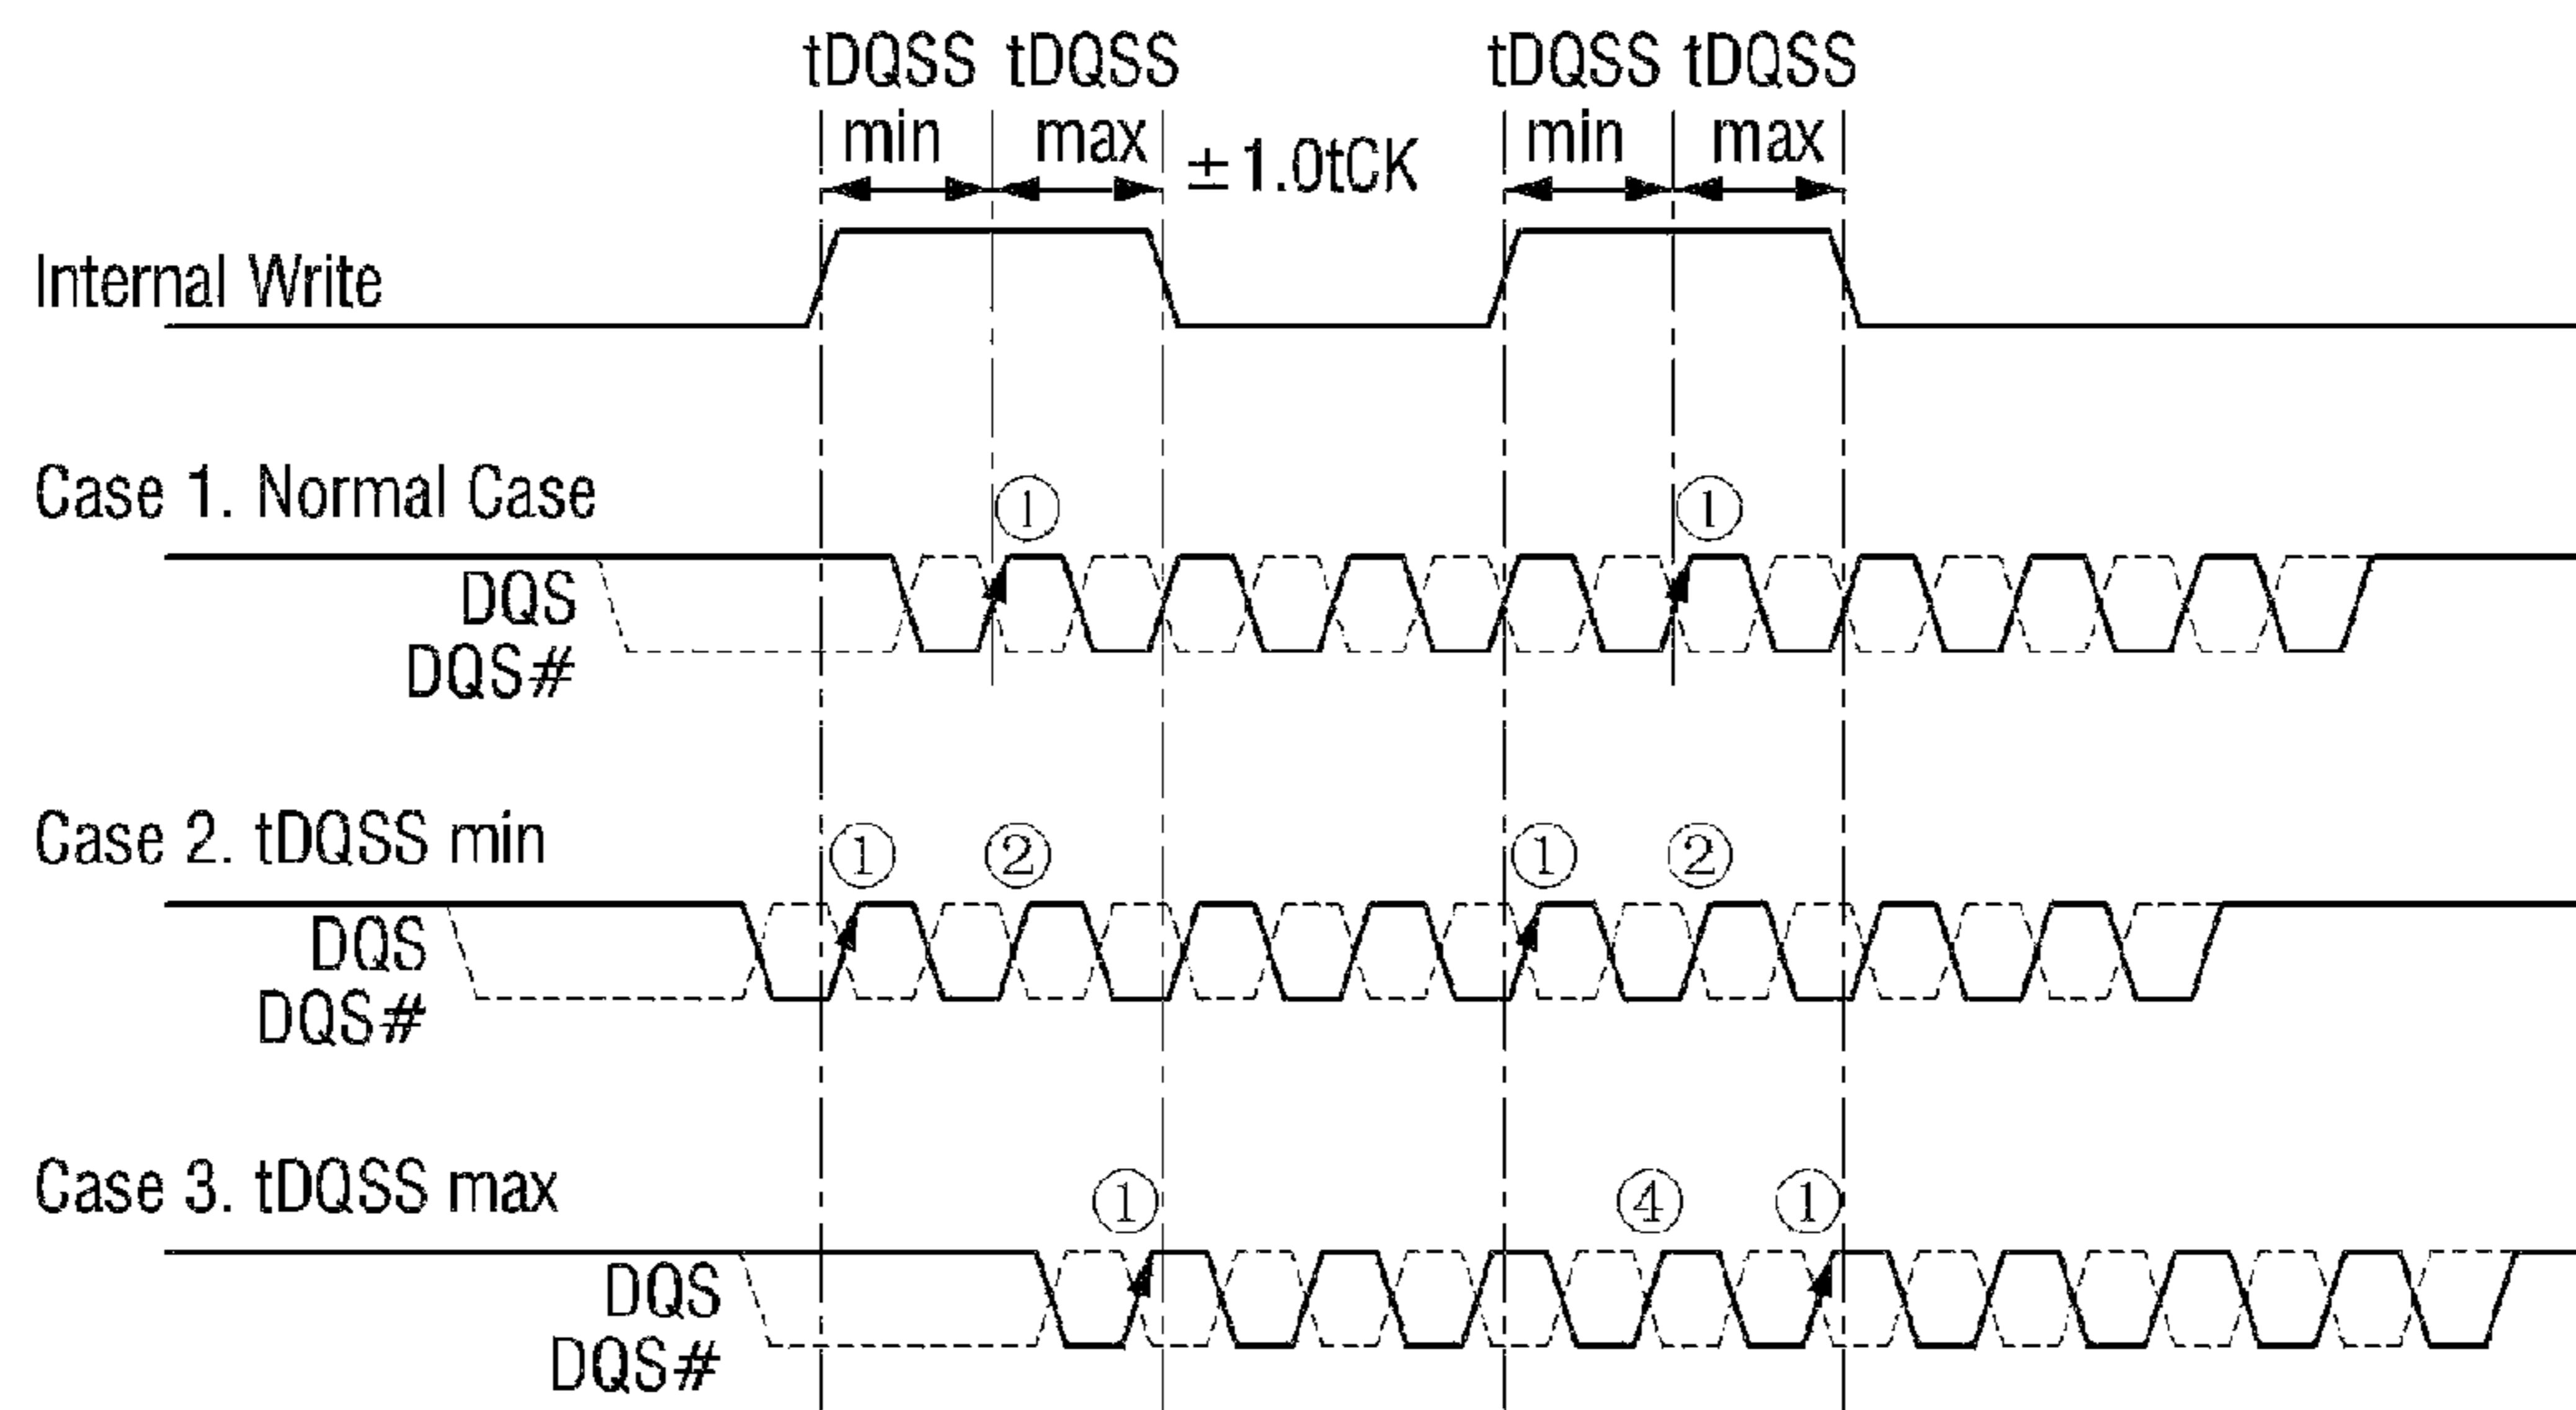 tDQSS tDQSS tDQSS tDQSS
min max ±1.0tCK min max
Internal Write
Case 1. Normal Case
① ①
DQS
DQS#
Case 2. tDQSS min
① ② ① ②
DQS
DQS#
Case 3. tDQSS max
① ④ ①
DQS
DQS#